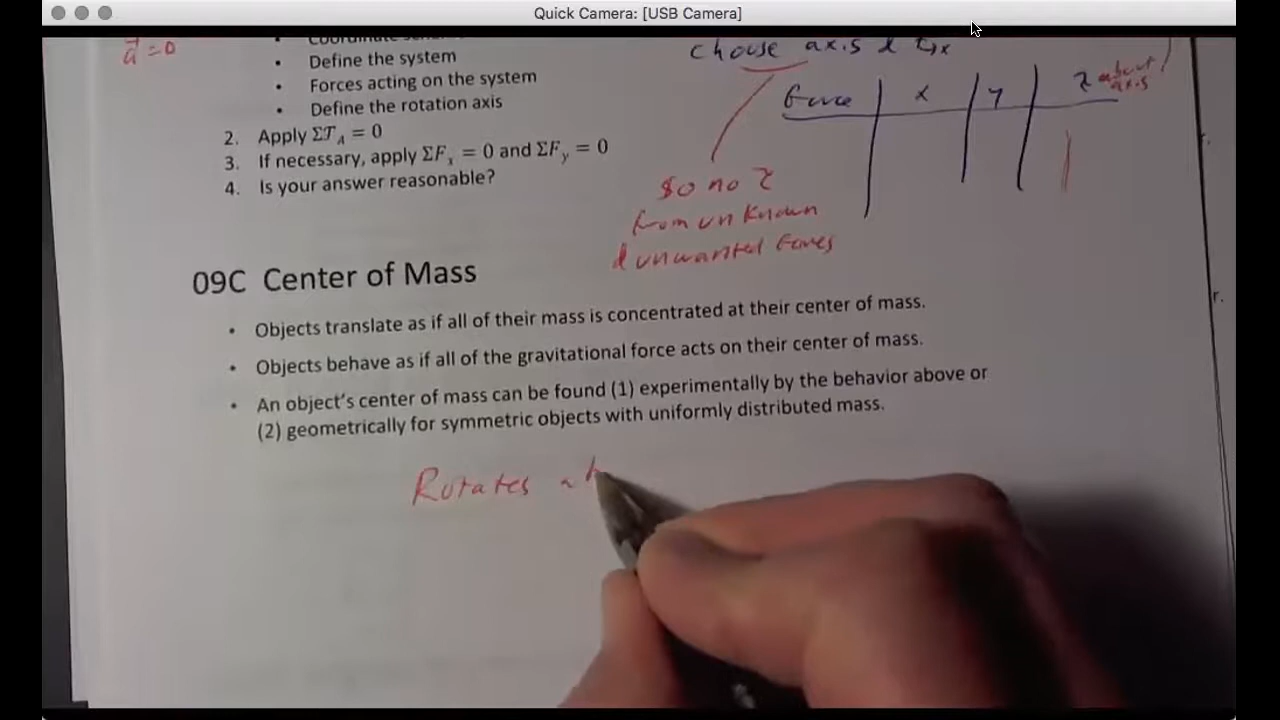 Quick Camera: [USB Camera]
a = 0
• Define the system
• Forces acting on the system
• Define the rotation axis
2. Apply ΣT_A = 0
3. If necessary, apply ΣF_x = 0 and ΣF_y = 0
4. Is your answer reasonable?
choose axis &
Force x y τ about axis
so no τ
from unknown
& unwanted forces
r.
r.
09C Center of Mass
• Objects translate as if all of their mass is concentrated at their center of mass.
• Objects behave as if all of the gravitational force acts on their center of mass.
• An object's center of mass can be found (1) experimentally by the behavior above or
(2) geometrically for symmetric objects with uniformly distributed mass.
Rotates ab